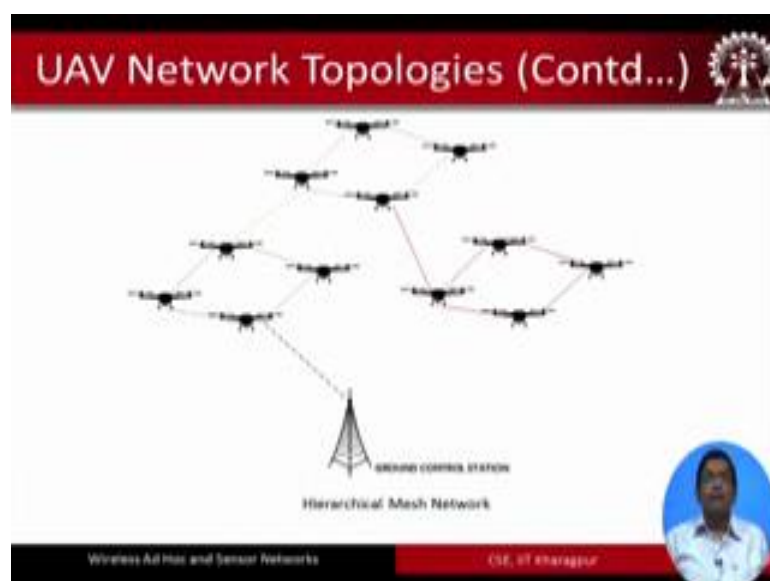 UAV Network Topologies (Contd...)
GROUND CONTROL STATION
Hierarchical Mesh Network
Wireless Ad Hoc and Sensor Networks
CSE, IIT Kharagpur